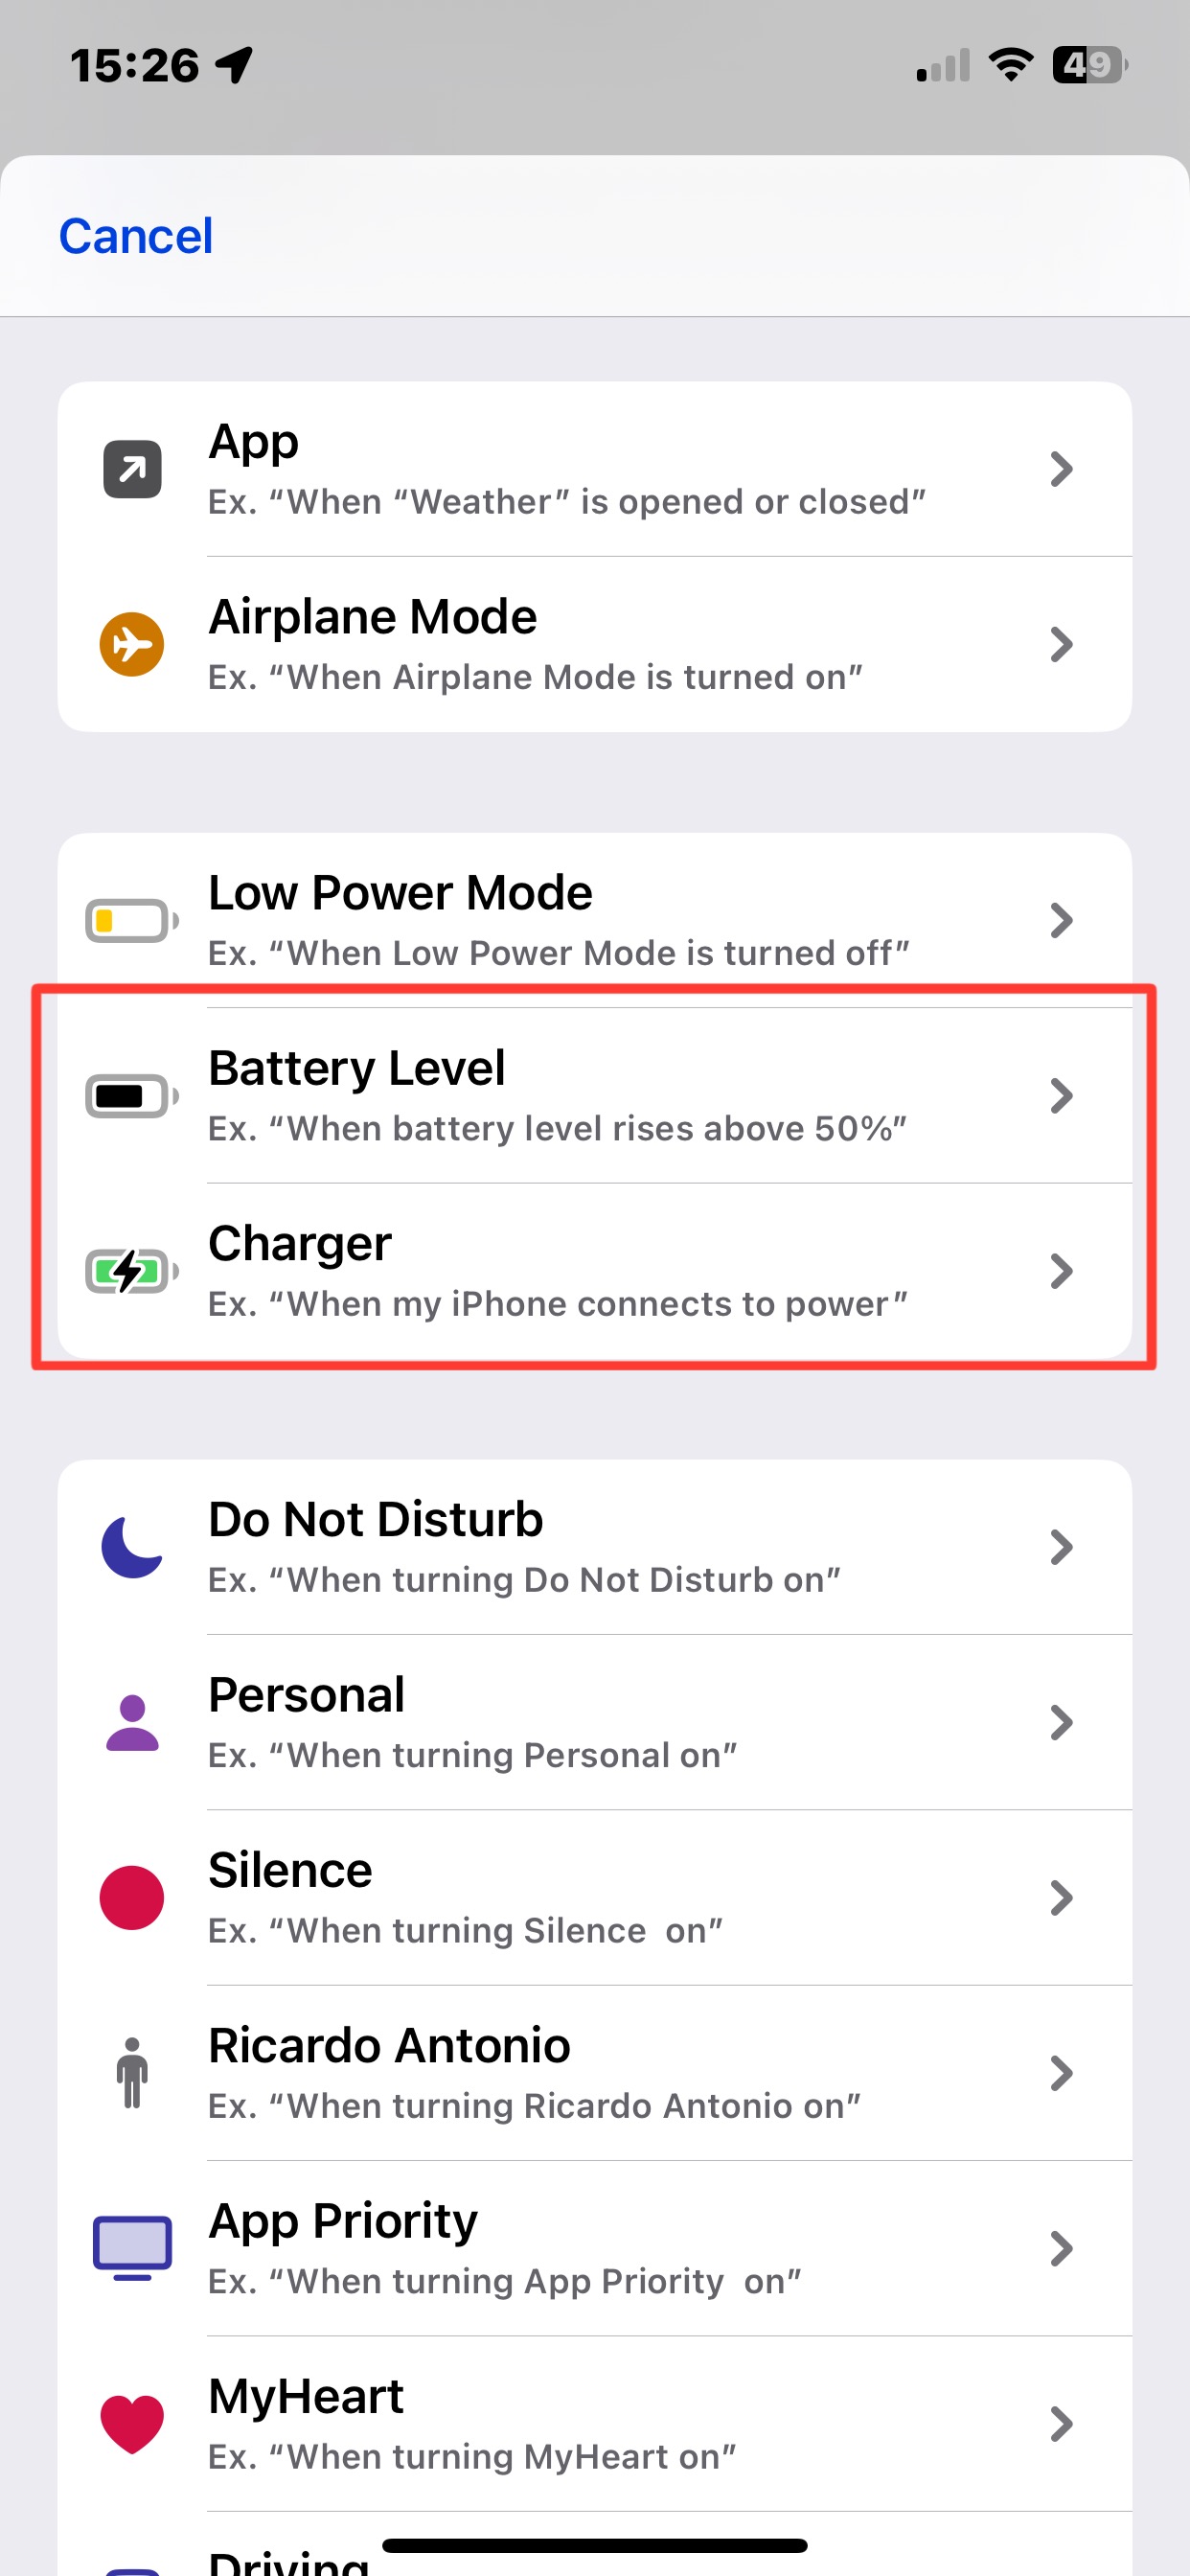 15:26
49
Cancel
App
Ex. “When “Weather” is opened or closed”
Airplane Mode
Ex. “When Airplane Mode is turned on”
Low Power Mode
Ex. “When Low Power Mode is turned off”
Battery Level
Ex. “When battery level rises above 50%”
Charger
Ex. “When my iPhone connects to power”
Do Not Disturb
Ex. “When turning Do Not Disturb on”
Personal
Ex. “When turning Personal on”
Silence
Ex. “When turning Silence  on”
Ricardo Antonio
Ex. “When turning Ricardo Antonio on”
App Priority
Ex. “When turning App Priority  on”
MyHeart
Ex. “When turning MyHeart on”
Driving